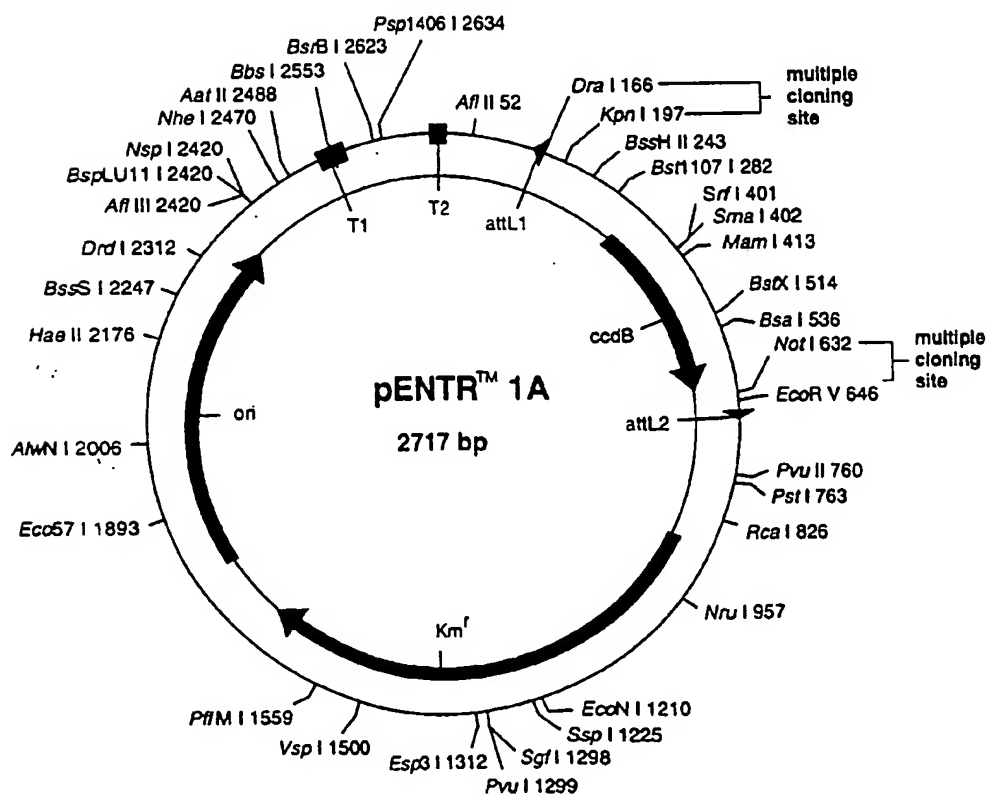 Psp1406 I 2634
BsrB I 2623
Bbs I 2553
Aat II 2488
Nhe I 2470
Nsp I 2420
BspLU11 I 2420
Afl III 2420
Drd I 2312
BssS I 2247
Hae II 2176
AlwN I 2006
Eco57 I 1893
Afl II 52
Dra I 166
Kpn I 197
multiple
cloning
site
BssH II 243
Bst1107 I 282
Srf I 401
Sma I 402
Mam I 413
BstX I 514
Bsa I 536
Not I 632
EcoR V 646
multiple
cloning
site
Pvu II 760
Pst I 763
Rca I 826
Nru I 957
EcoN I 1210
Ssp I 1225
Sgf I 1298
Pvu I 1299
Esp3 I 1312
Vsp I 1500
PflM I 1559
T1
T2
attL1
ccdB
attL2
ori
Kmʳ
pENTR™ 1A
2717 bp